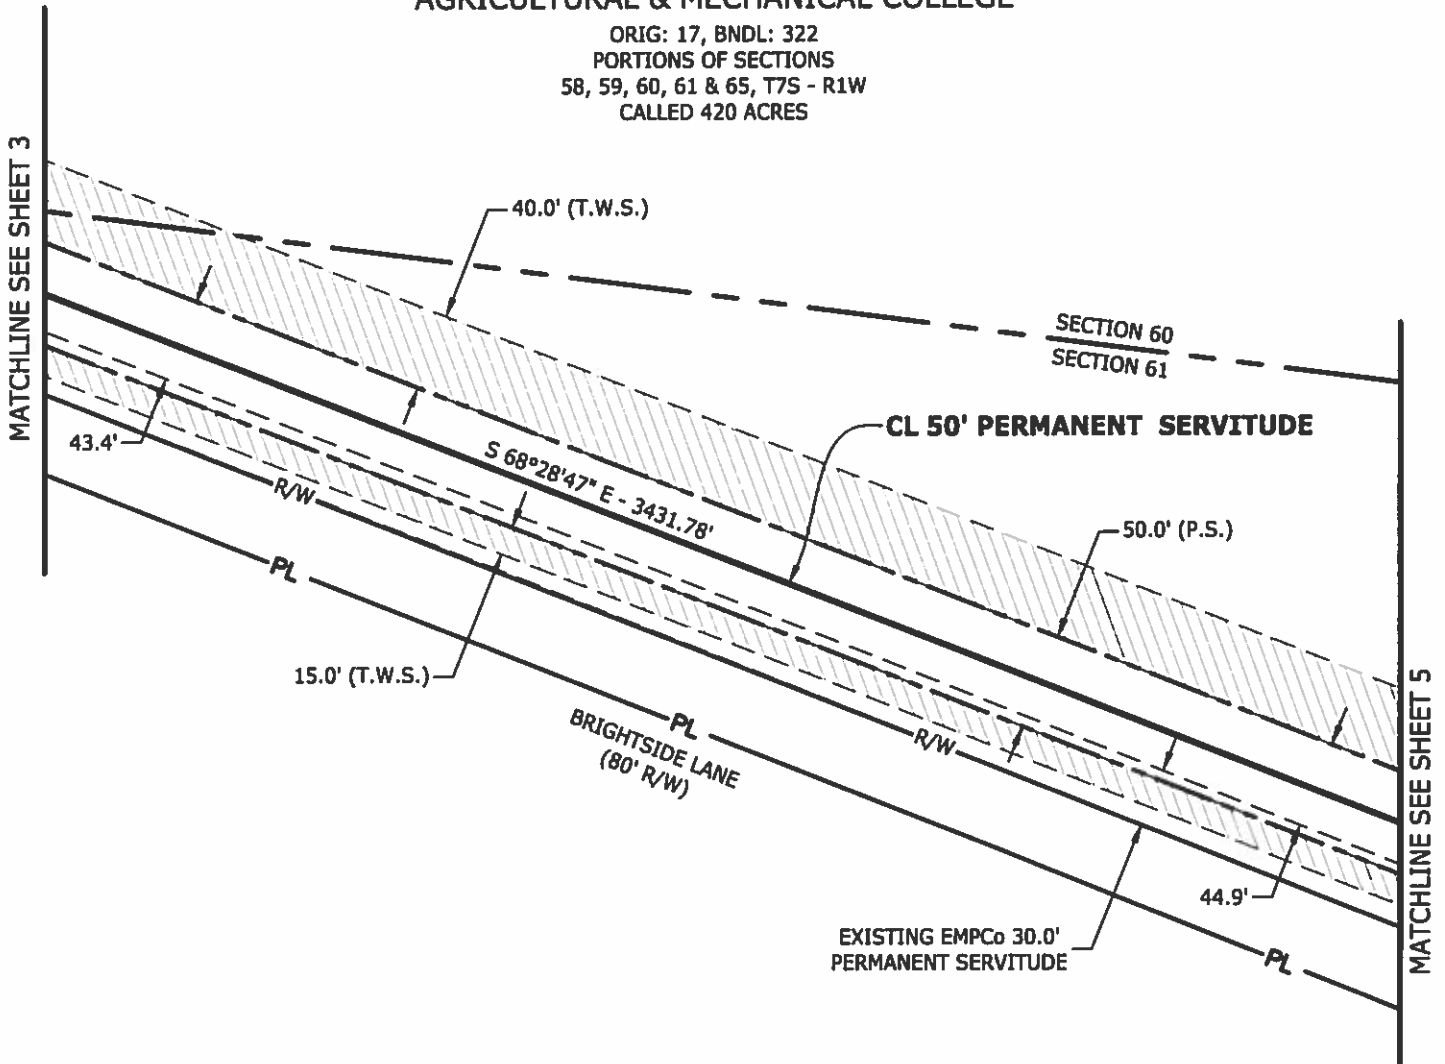 AGRICULTURAL & MECHANICAL COLLEGE
ORIG: 17, BNDL: 322
PORTIONS OF SECTIONS
58, 59, 60, 61 & 65, T7S - R1W
CALLED 420 ACRES
MATCHLINE SEE SHEET 3
40.0' (T.W.S.)
SECTION 60
SECTION 61
CL 50' PERMANENT SERVITUDE
43.4'
S 68°28'47" E - 3431.78'
R/W
50.0' (P.S.)
PL
15.0' (T.W.S.)
PL
BRIGHTSIDE LANE
(80' R/W)
R/W
44.9'
EXISTING EMPCo 30.0'
PERMANENT SERVITUDE
PL
MATCHLINE SEE SHEET 5